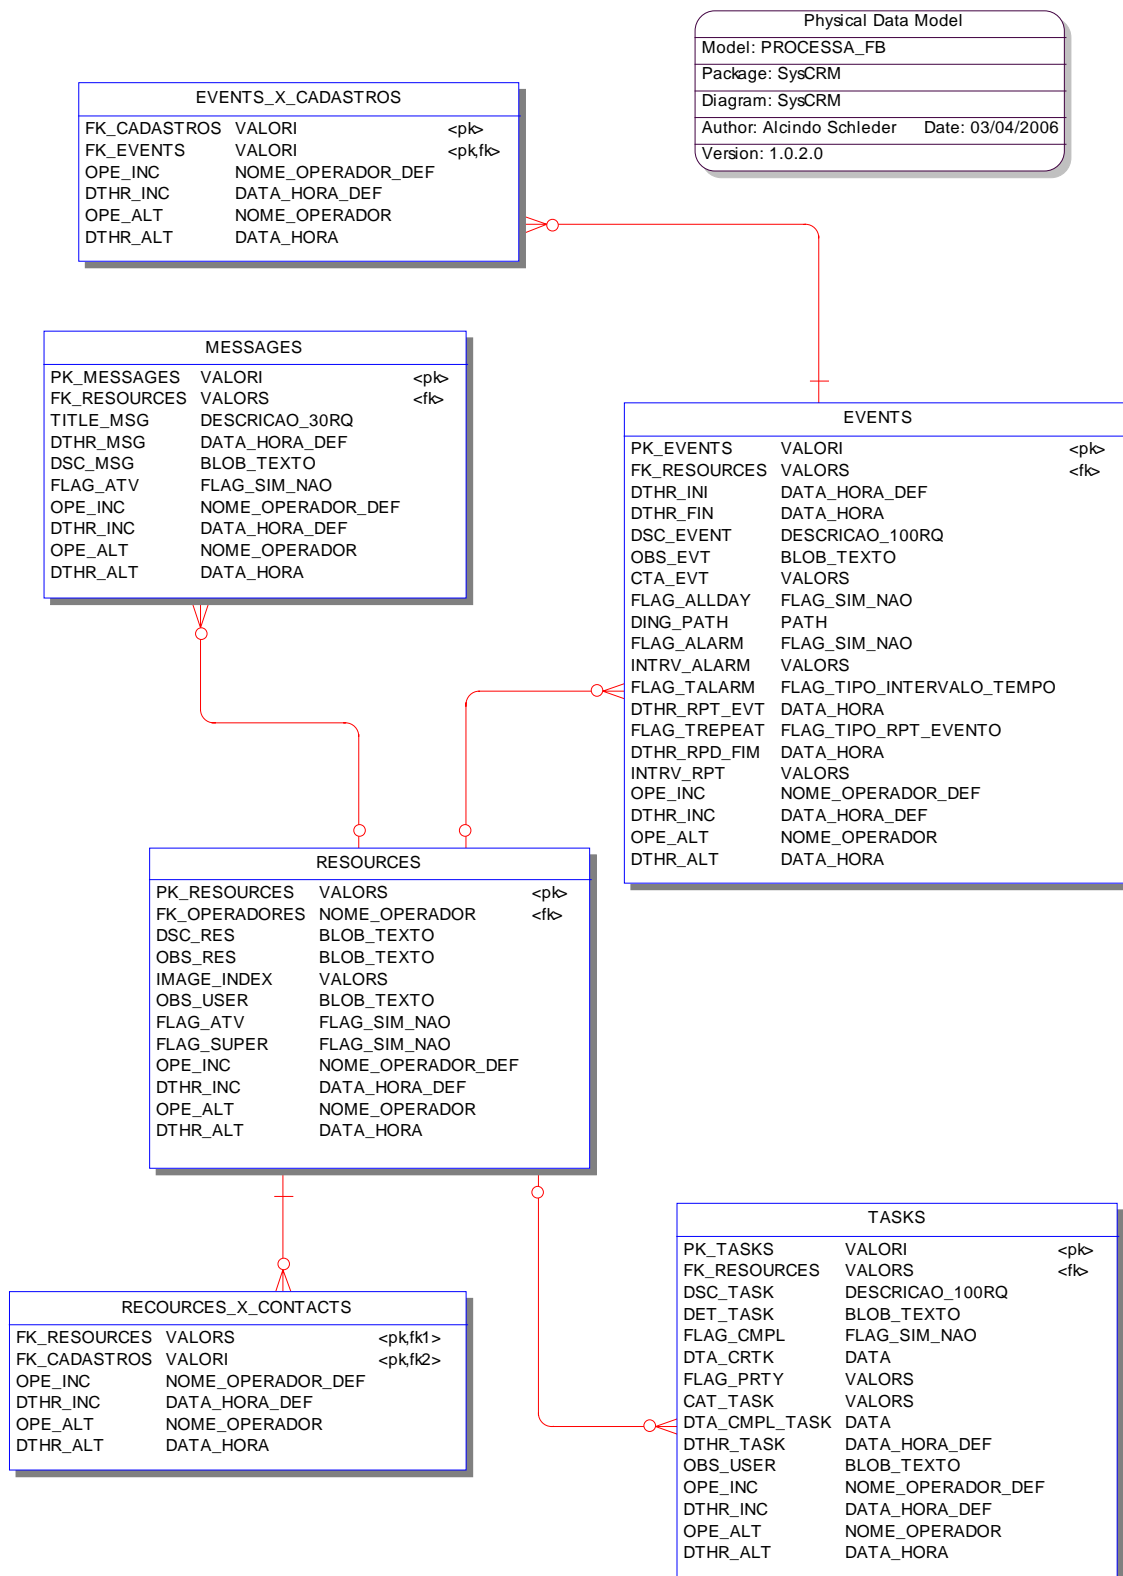 Physical Data Model
Model: PROCESSA_FB
Package: SysCRM
Diagram: SysCRM
Author: Alcindo Schleder Date: 03/04/2006
Version: 1.0.2.0
EVENTS_X_CADASTROS
FK_CADASTROS VALORI <pk>
FK_EVENTS VALORI <pk,fk>
OPE_INC NOME_OPERADOR_DEF
DTHR_INC DATA_HORA_DEF
OPE_ALT NOME_OPERADOR
DTHR_ALT DATA_HORA
MESSAGES
PK_MESSAGES VALORI <pk>
FK_RESOURCES VALORS <fk>
TITLE_MSG DESCRICAO_30RQ
DTHR_MSG DATA_HORA_DEF
DSC_MSG BLOB_TEXTO
FLAG_ATV FLAG_SIM_NAO
OPE_INC NOME_OPERADOR_DEF
DTHR_INC DATA_HORA_DEF
OPE_ALT NOME_OPERADOR
DTHR_ALT DATA_HORA
EVENTS
PK_EVENTS VALORI <pk>
FK_RESOURCES VALORS <fk>
DTHR_INI DATA_HORA_DEF
DTHR_FIN DATA_HORA
DSC_EVENT DESCRICAO_100RQ
OBS_EVT BLOB_TEXTO
CTA_EVT VALORS
FLAG_ALLDAY FLAG_SIM_NAO
DING_PATH PATH
FLAG_ALARM FLAG_SIM_NAO
INTRV_ALARM VALORS
FLAG_TALARM FLAG_TIPO_INTERVALO_TEMPO
DTHR_RPT_EVT DATA_HORA
FLAG_TREPEAT FLAG_TIPO_RPT_EVENTO
DTHR_RPD_FIM DATA_HORA
INTRV_RPT VALORS
OPE_INC NOME_OPERADOR_DEF
DTHR_INC DATA_HORA_DEF
OPE_ALT NOME_OPERADOR
DTHR_ALT DATA_HORA
RESOURCES
PK_RESOURCES VALORS <pk>
FK_OPERADORES NOME_OPERADOR <fk>
DSC_RES BLOB_TEXTO
OBS_RES BLOB_TEXTO
IMAGE_INDEX VALORS
OBS_USER BLOB_TEXTO
FLAG_ATV FLAG_SIM_NAO
FLAG_SUPER FLAG_SIM_NAO
OPE_INC NOME_OPERADOR_DEF
DTHR_INC DATA_HORA_DEF
OPE_ALT NOME_OPERADOR
DTHR_ALT DATA_HORA
RECOURCES_X_CONTACTS
FK_RESOURCES VALORS <pk,fk1>
FK_CADASTROS VALORI <pk,fk2>
OPE_INC NOME_OPERADOR_DEF
DTHR_INC DATA_HORA_DEF
OPE_ALT NOME_OPERADOR
DTHR_ALT DATA_HORA
TASKS
PK_TASKS VALORI <pk>
FK_RESOURCES VALORS <fk>
DSC_TASK DESCRICAO_100RQ
DET_TASK BLOB_TEXTO
FLAG_CMPL FLAG_SIM_NAO
DTA_CRTK DATA
FLAG_PRTY VALORS
CAT_TASK VALORS
DTA_CMPL_TASK DATA
DTHR_TASK DATA_HORA_DEF
OBS_USER BLOB_TEXTO
OPE_INC NOME_OPERADOR_DEF
DTHR_INC DATA_HORA_DEF
OPE_ALT NOME_OPERADOR
DTHR_ALT DATA_HORA